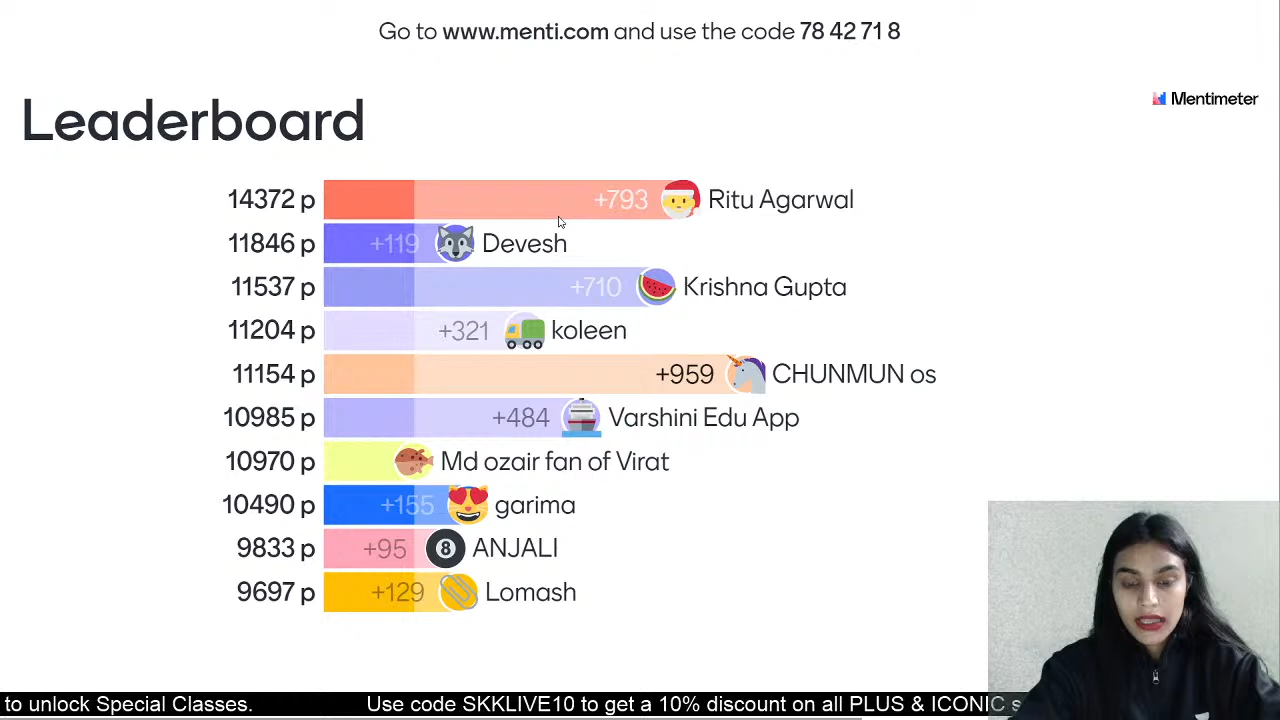 Go to www.menti.com and use the code 78 42 71 8
Mentimeter
Leaderboard
14372 p +793 Ritu Agarwal
11846 p +119 Devesh
11537 p +710 Krishna Gupta
11204 p +321 koleen
11154 p +959 CHUNMUN os
10985 p +484 Varshini Edu App
10970 p Md ozair fan of Virat
10490 p +155 garima
9833 p +95 8 ANJALI
9697 p +129 Lomash
to unlock Special Classes. Use code SKKLIVE10 to get a 10% discount on all PLUS & ICONIC s